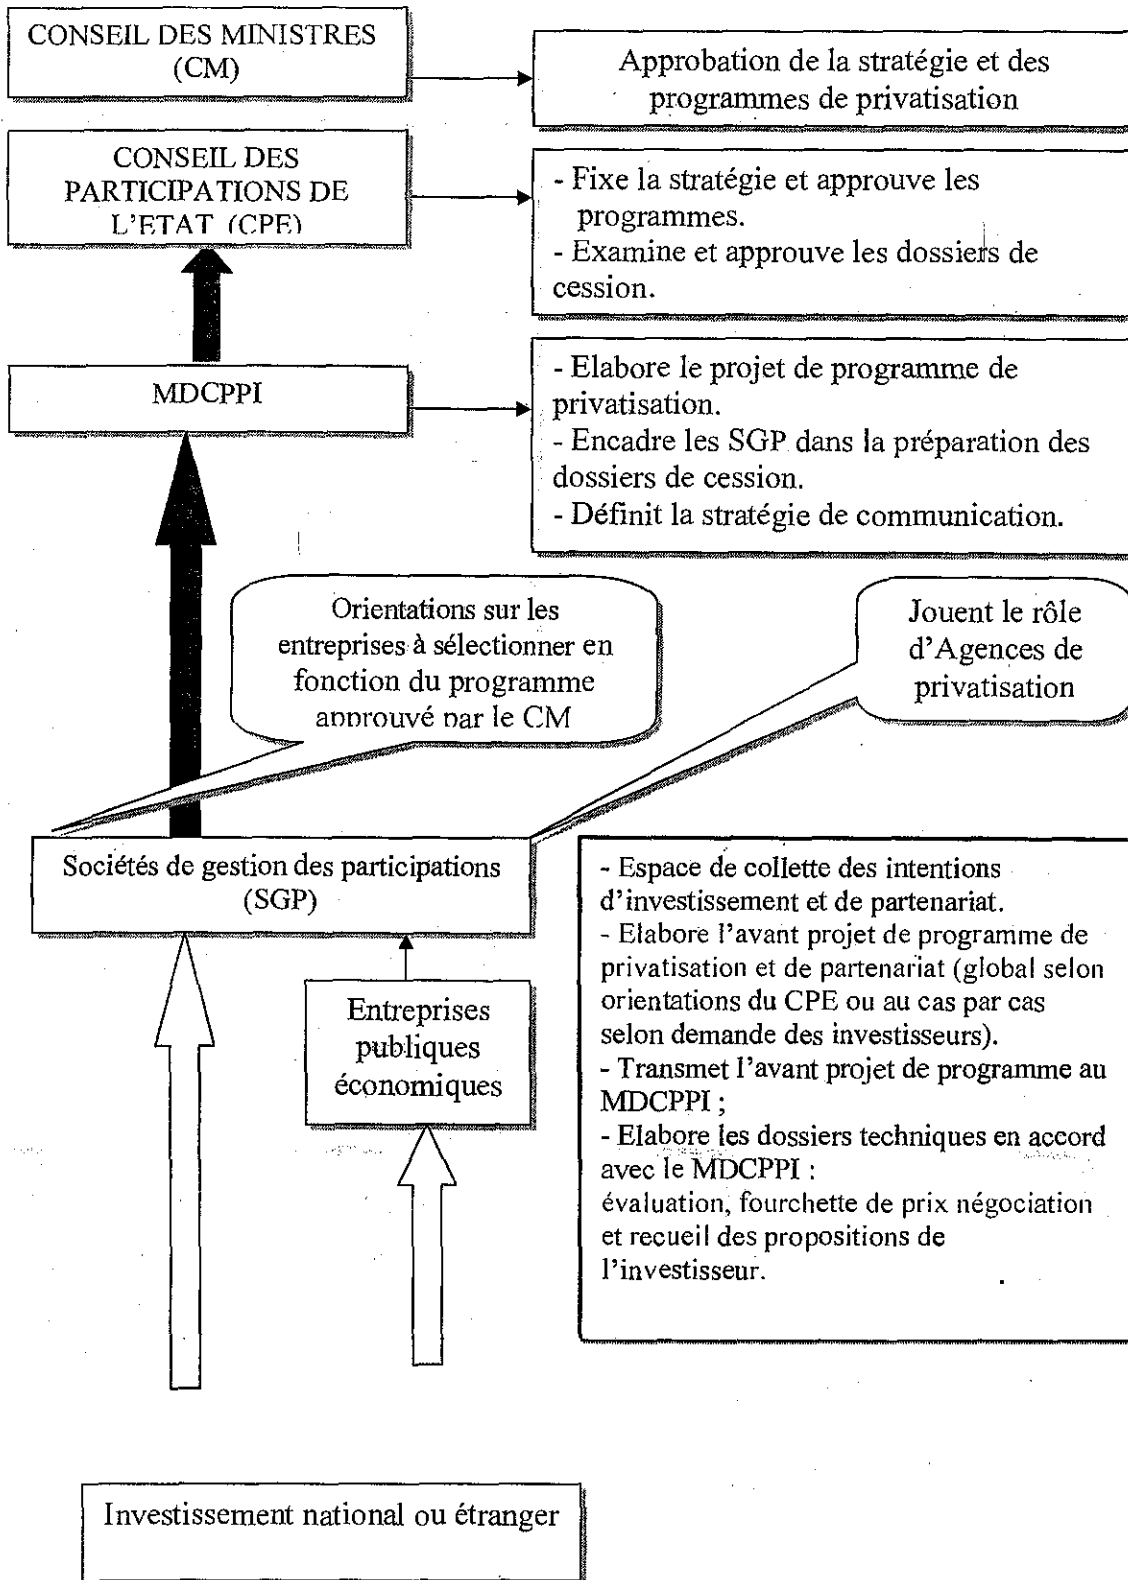 CONSEIL DES MINISTRES
(CM)
Approbation de la stratégie et des
programmes de privatisation
CONSEIL DES
PARTICIPATIONS DE
L'ETAT (CPE)
- Fixe la stratégie et approuve les
programmes.
- Examine et approuve les dossiers de
cession.
MDCPPI
- Elabore le projet de programme de
privatisation.
- Encadre les SGP dans la préparation des
dossiers de cession.
- Définit la stratégie de communication.
Orientations sur les
entreprises à sélectionner en
fonction du programme
approuvé par le CM
Jouent le rôle
d'Agences de
privatisation
Sociétés de gestion des participations
(SGP)
- Espace de collette des intentions
d'investissement et de partenariat.
- Elabore l'avant projet de programme de
privatisation et de partenariat (global selon
orientations du CPE ou au cas par cas
selon demande des investisseurs).
- Transmet l'avant projet de programme au
MDCPPI ;
- Elabore les dossiers techniques en accord
avec le MDCPPI :
évaluation, fourchette de prix négociation
et recueil des propositions de
l'investisseur.
Entreprises
publiques
économiques
Investissement national ou étranger